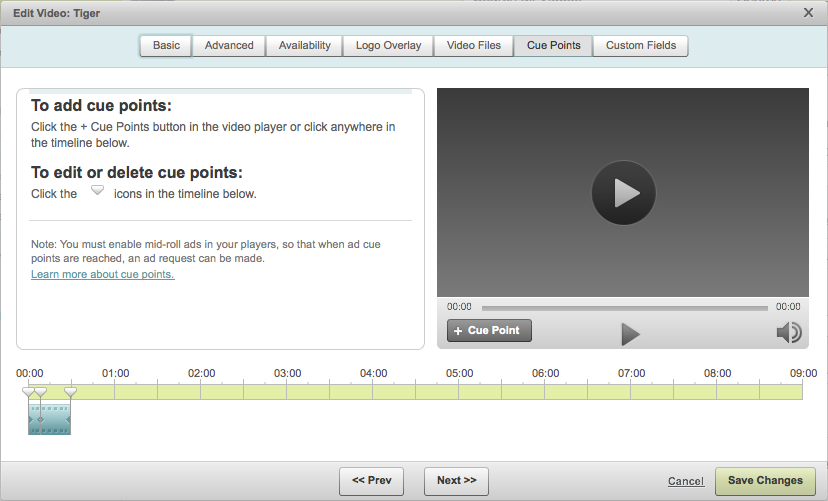 Edit Video: Tiger
Basic
Advanced
Availability
Logo Overlay
Video Files
Cue Points
Custom Fields
To add cue points:
Click the + Cue Points button in the video player or click anywhere in
the timeline below.
To edit or delete cue points:
Click the icons in the timeline below.
Note: You must enable mid-roll ads in your players, so that when ad cue
points are reached, an ad request can be made.
Learn more about cue points.
00:00 00:00
+ Cue Point
00:00 01:00 02:00 03:00 04:00 05:00 06:00 07:00 08:00 09:00
<< Prev
Next >>
Cancel
Save Changes